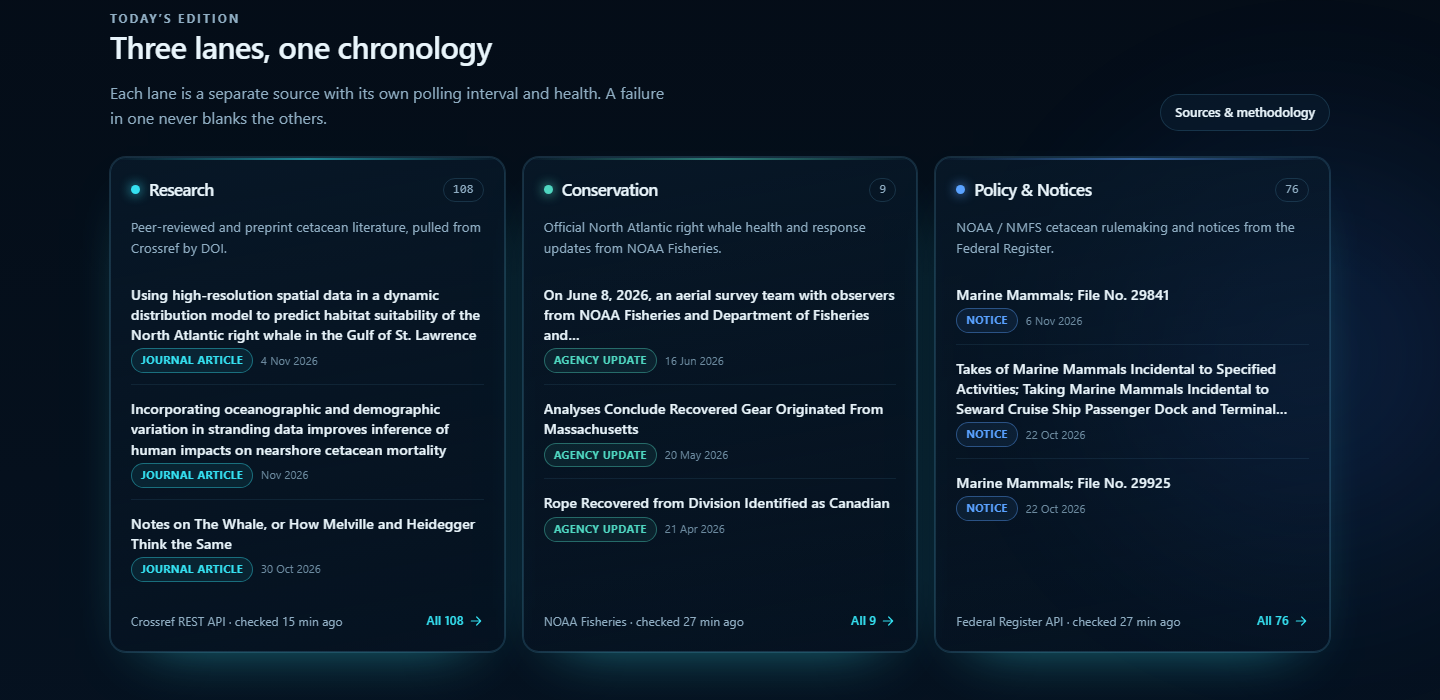 TODAY'S EDITION
Three lanes, one chronology
Each lane is a separate source with its own polling interval and health. A failure
in one never blanks the others.
Sources & methodology
Research
108
Peer-reviewed and preprint cetacean literature, pulled from
Crossref by DOI.
Using high-resolution spatial data in a dynamic
distribution model to predict habitat suitability of the
North Atlantic right whale in the Gulf of St. Lawrence
JOURNAL ARTICLE 4 Nov 2026
Incorporating oceanographic and demographic
variation in stranding data improves inference of
human impacts on nearshore cetacean mortality
JOURNAL ARTICLE Nov 2026
Notes on The Whale, or How Melville and Heidegger
Think the Same
JOURNAL ARTICLE 30 Oct 2026
Crossref REST API · checked 15 min ago
All 108 →
Conservation
9
Official North Atlantic right whale health and response
updates from NOAA Fisheries.
On June 8, 2026, an aerial survey team with observers
from NOAA Fisheries and Department of Fisheries
and...
AGENCY UPDATE 16 Jun 2026
Analyses Conclude Recovered Gear Originated From
Massachusetts
AGENCY UPDATE 20 May 2026
Rope Recovered from Division Identified as Canadian
AGENCY UPDATE 21 Apr 2026
NOAA Fisheries · checked 27 min ago
All 9 →
Policy & Notices
76
NOAA / NMFS cetacean rulemaking and notices from the
Federal Register.
Marine Mammals; File No. 29841
NOTICE 6 Nov 2026
Takes of Marine Mammals Incidental to Specified
Activities; Taking Marine Mammals Incidental to
Seward Cruise Ship Passenger Dock and Terminal...
NOTICE 22 Oct 2026
Marine Mammals; File No. 29925
NOTICE 22 Oct 2026
Federal Register API · checked 27 min ago
All 76 →